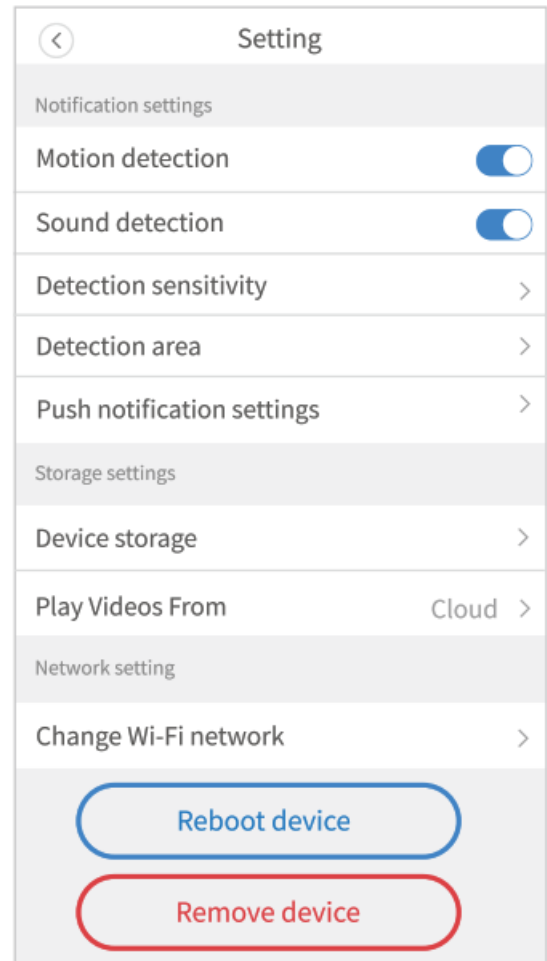 Setting
Notification settings
Motion detection
Sound detection
Detection sensitivity
Detection area
Push notification settings
Storage settings
Device storage
Play Videos From Cloud
Network setting
Change Wi-Fi network
Reboot device
Remove device